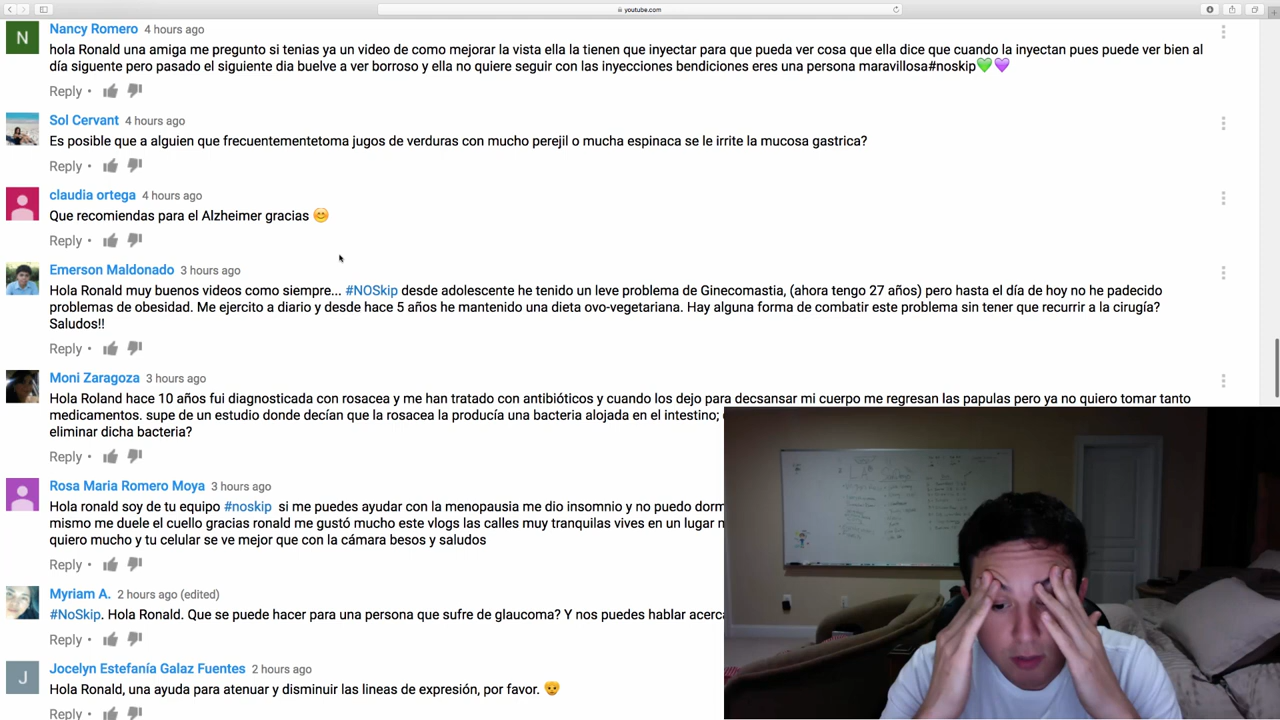 youtube.com
Nancy Romero 4 hours ago
hola Ronald una amiga me pregunto si tenias ya un video de como mejorar la vista ella la tienen que inyectar para que pueda ver cosa que ella dice que cuando la inyectan pues puede ver bien al
día siguente pero pasado el siguiente dia buelve a ver borroso y ella no quiere seguir con las inyecciones bendiciones eres una persona maravillosa#noskip💚💜
Reply •
Sol Cervant 4 hours ago
Es posible que a alguien que frecuentementetoma jugos de verduras con mucho perejil o mucha espinaca se le irrite la mucosa gastrica?
Reply •
claudia ortega 4 hours ago
Que recomiendas para el Alzheimer gracias 😊
Reply •
Emerson Maldonado 3 hours ago
Hola Ronald muy buenos videos como siempre... #NOSkip desde adolescente he tenido un leve problema de Ginecomastia, (ahora tengo 27 años) pero hasta el día de hoy no he padecido
problemas de obesidad. Me ejercito a diario y desde hace 5 años he mantenido una dieta ovo-vegetariana. Hay alguna forma de combatir este problema sin tener que recurrir a la cirugía?
Saludos!!
Reply •
Moni Zaragoza 3 hours ago
Hola Roland hace 10 años fui diagnosticada con rosacea y me han tratado con antibióticos y cuando los dejo para decsansar mi cuerpo me regresan las papulas pero ya no quiero tomar tanto
medicamentos. supe de un estudio donde decían que la rosacea la producía una bacteria alojada en el intestino;
eliminar dicha bacteria?
Reply •
Rosa Maria Romero Moya 3 hours ago
Hola ronald soy de tu equipo #noskip si me puedes ayudar con la menopausia me dio insomnio y no puedo dorm
mismo me duele el cuello gracias ronald me gustó mucho este vlogs las calles muy tranquilas vives en un lugar
quiero mucho y tu celular se ve mejor que con la cámara besos y saludos
Reply •
Myriam A. 2 hours ago (edited)
#NoSkip. Hola Ronald. Que se puede hacer para una persona que sufre de glaucoma? Y nos puedes hablar acerca
Reply •
J
Jocelyn Estefanía Galaz Fuentes 2 hours ago
Hola Ronald, una ayuda para atenuar y disminuir las lineas de expresión, por favor.
Reply •